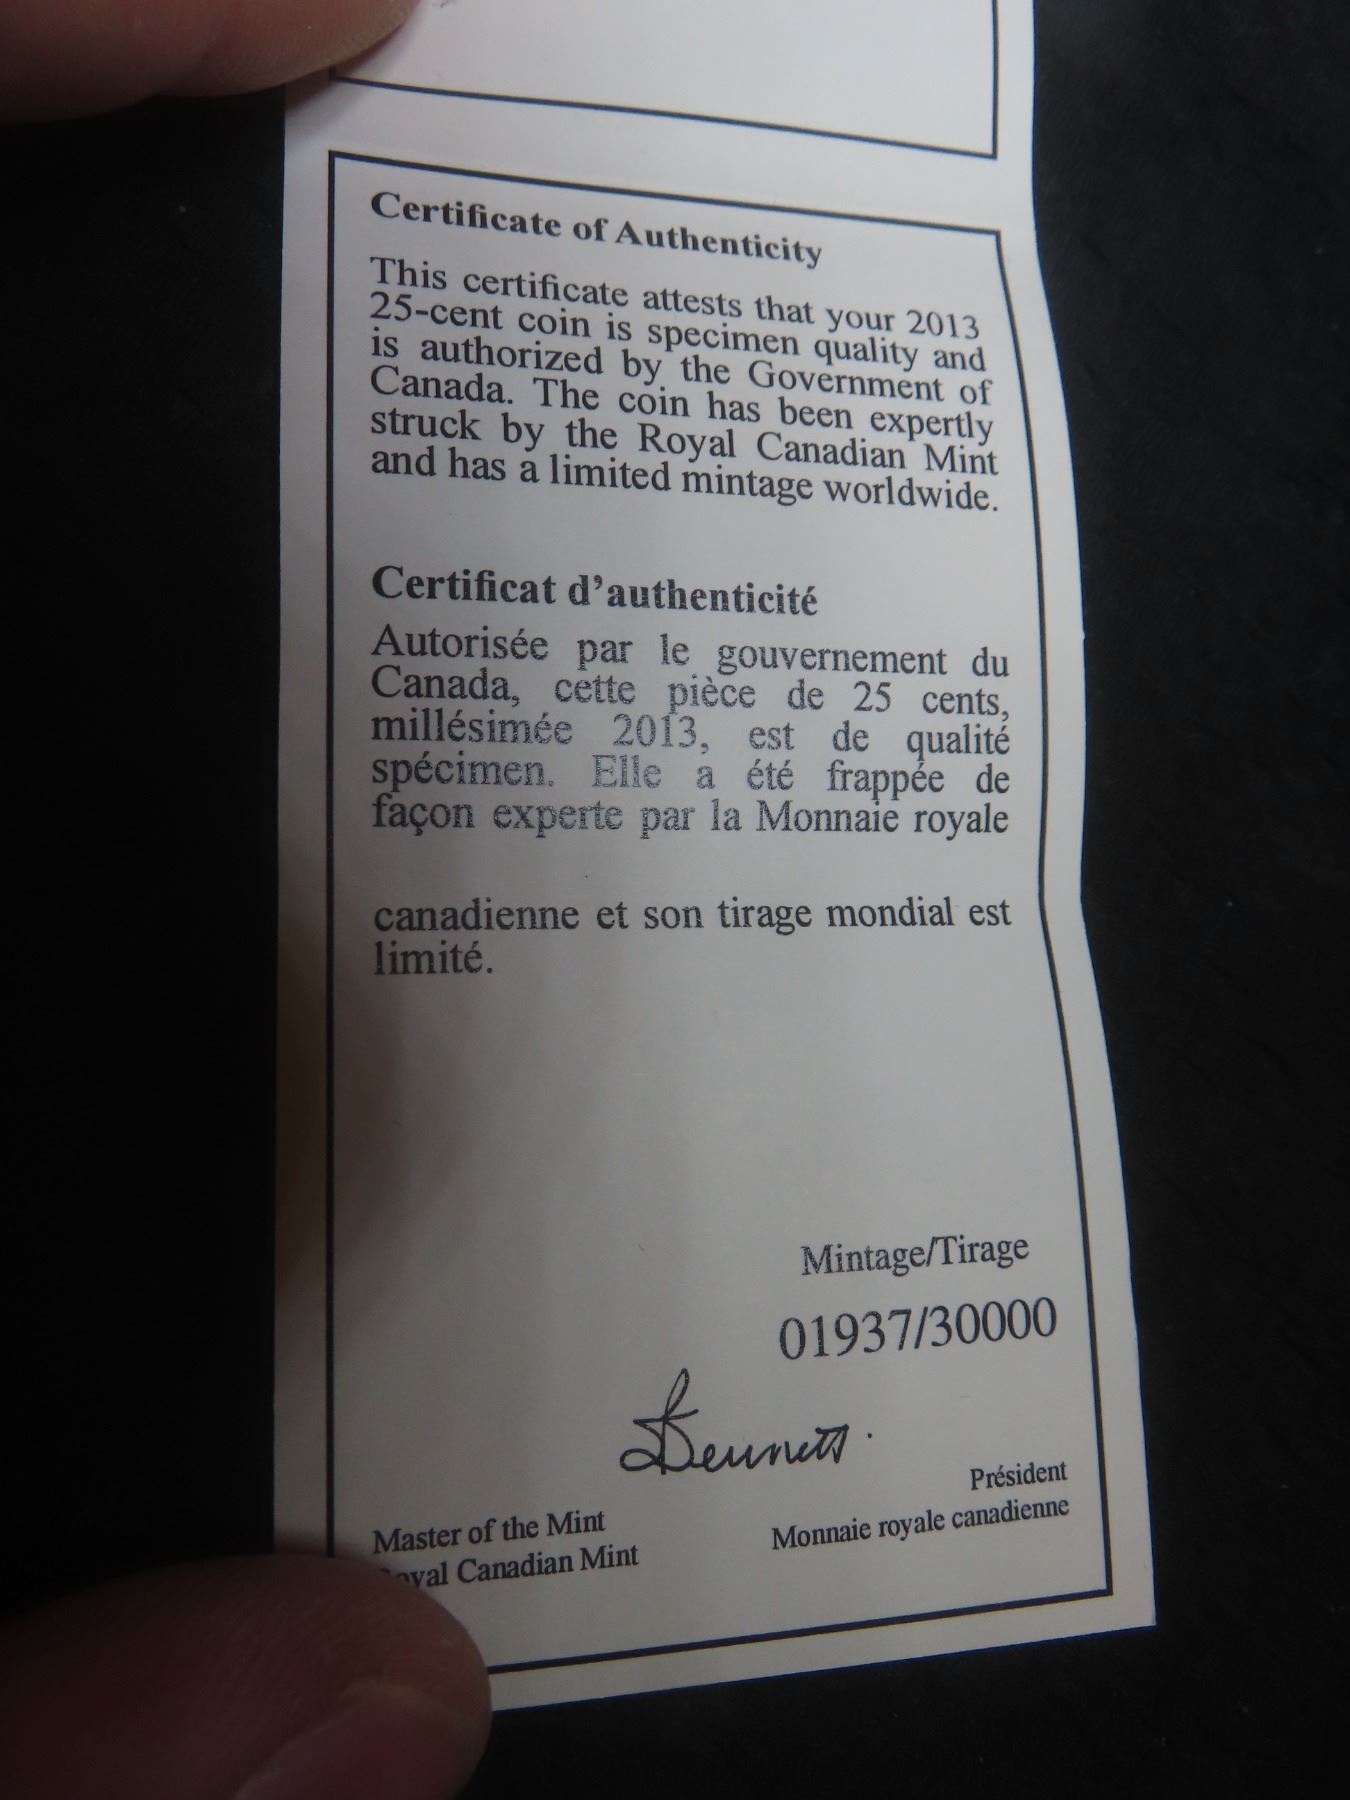 Certificate of Authenticity
This certificate attests that your 2013
25-cent coin is specimen quality and
is authorized by the Government of
Canada. The coin has been expertly
struck by the Royal Canadian Mint
and has a limited mintage worldwide.
Certificat d'authenticité
Autorisée par le gouvernement du
Canada, cette pièce de 25 cents,
millésimée 2013, est de qualité
spécimen. Elle a été frappée de
façon experte par la Monnaie royale
canadienne et son tirage mondial est
limité.
Mintage/Tirage
01937/30000
Bennett
Master of the Mint
Royal Canadian Mint
Président
Monnaie royale canadienne